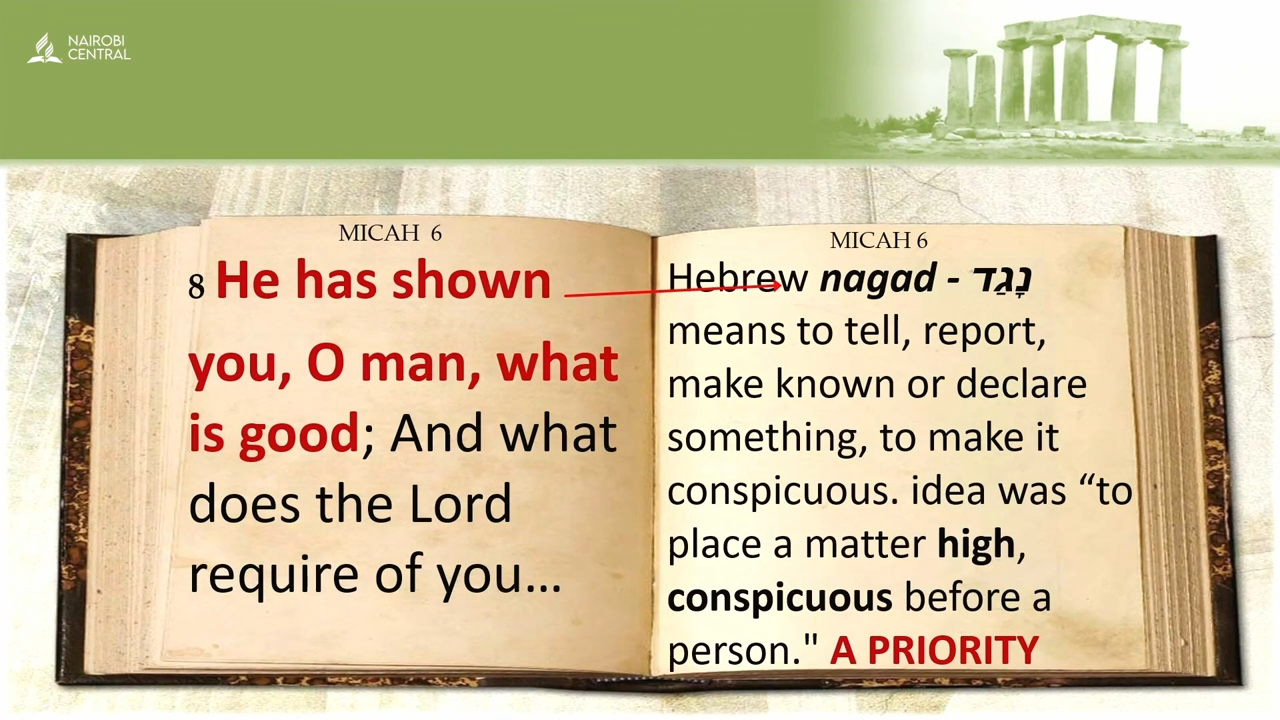 NAIROBI
CENTRAL
MICAH 6
8 He has shown
you, O man, what
is good; And what
does the Lord
require of you...
MICAH 6
Hebrew nagad - נָגַד
means to tell, report,
make known or declare
something, to make it
conspicuous. idea was “to
place a matter high,
conspicuous before a
person." A PRIORITY